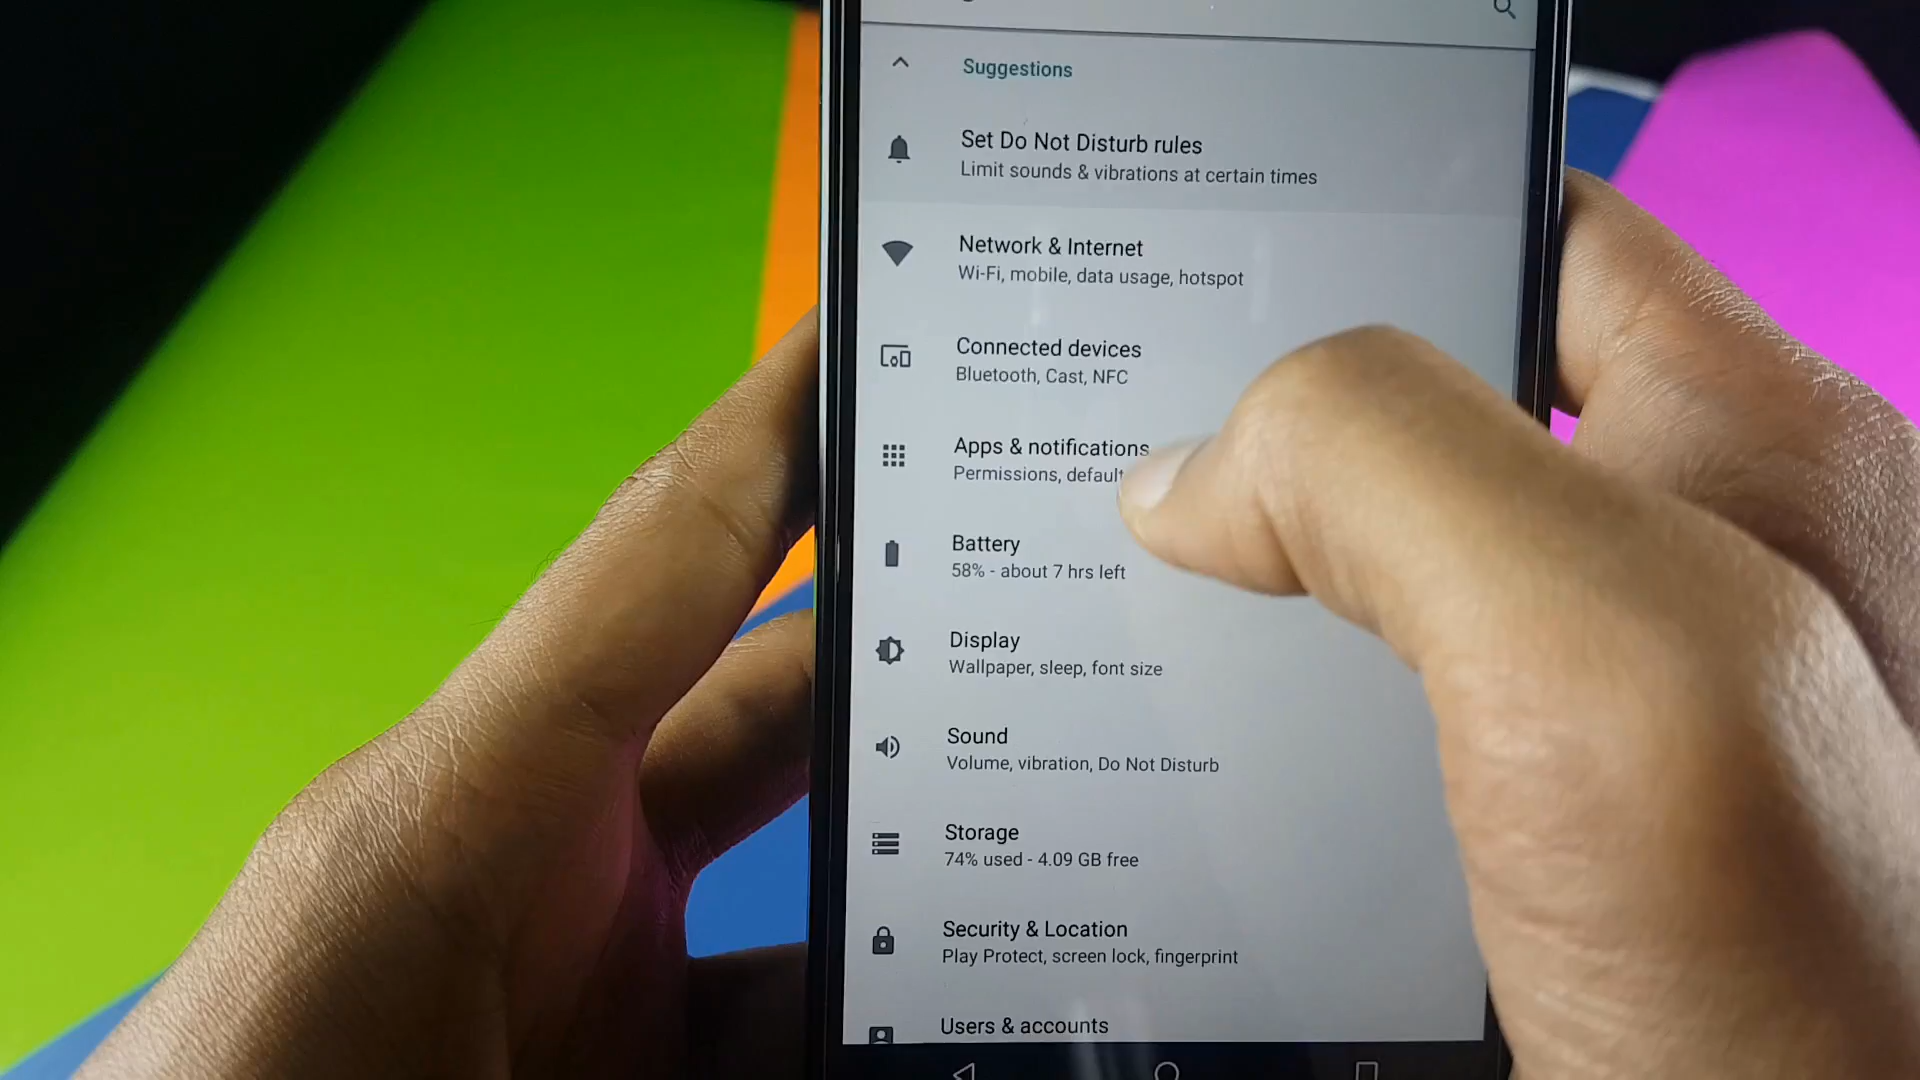 Suggestions
Set Do Not Disturb rules
Limit sounds & vibrations at certain times
Network & Internet
Wi-Fi, mobile, data usage, hotspot
Connected devices
Bluetooth, Cast, NFC
Apps & notifications
Permissions, default
Battery
58% - about 7 hrs left
Display
Wallpaper, sleep, font size
Sound
Volume, vibration, Do Not Disturb
Storage
74% used - 4.09 GB free
Security & Location
Play Protect, screen lock, fingerprint
Users & accounts